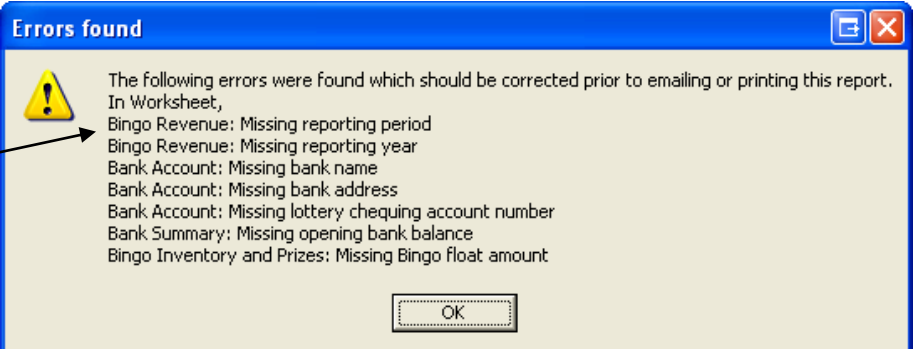 Errors found
The following errors were found which should be corrected prior to emailing or printing this report.
In Worksheet,
Bingo Revenue: Missing reporting period
Bingo Revenue: Missing reporting year
Bank Account: Missing bank name
Bank Account: Missing bank address
Bank Account: Missing lottery chequing account number
Bank Summary: Missing opening bank balance
Bingo Inventory and Prizes: Missing Bingo float amount
OK